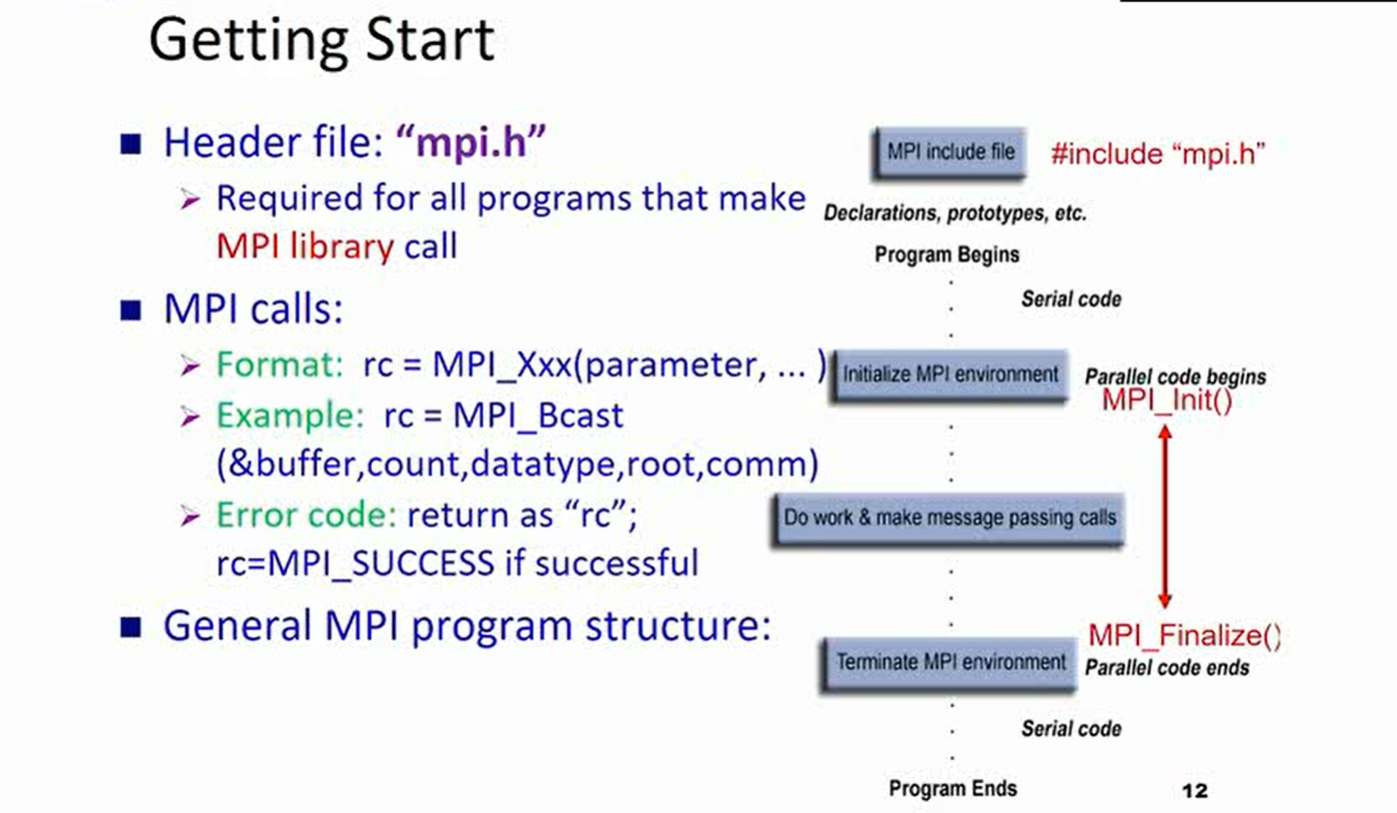 Getting Start
Header file: “mpi.h”
Required for all programs that make
MPI library call
MPI calls:
Format: rc = MPI_Xxx(parameter, ... )
Example: rc = MPI_Bcast
(&buffer,count,datatype,root,comm)
Error code: return as “rc”;
rc=MPI_SUCCESS if successful
General MPI program structure:
MPI include file
#include “mpi.h”
Declarations, prototypes, etc.
Program Begins
Serial code
Initialize MPI environment
Parallel code begins
MPI_Init()
Do work & make message passing calls
MPI_Finalize()
Terminate MPI environment
Parallel code ends
Serial code
Program Ends
12